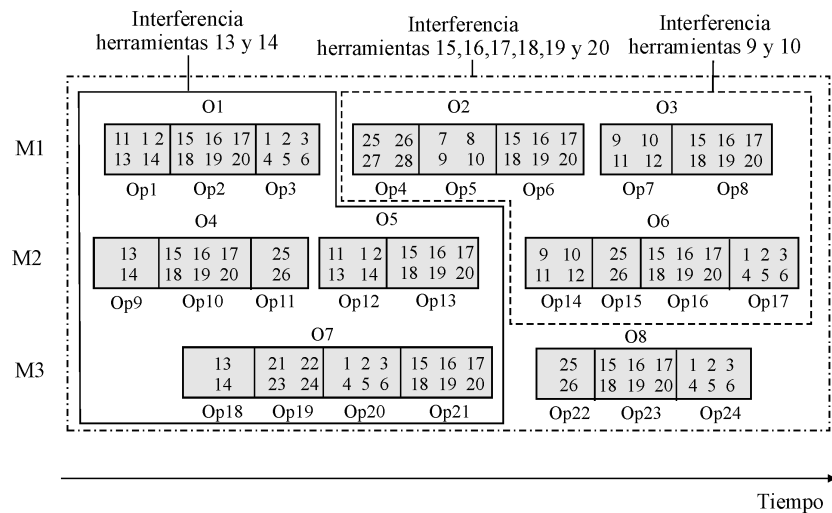 Interferencia
herramientas 13 y 14
Interferencia
herramientas 15,16,17,18,19 y 20
Interferencia
herramientas 9 y 10
O1
O2
O3
M1
11 12 15 16 17 1 2 3
13 14 18 19 20 4 5 6
25 26 7 8 15 16 17
27 28 9 10 18 19 20
9 10 15 16 17
11 12 18 19 20
Op1 Op2 Op3
Op4 Op5 Op6
Op7 Op8
O4
O5
O6
M2
13 15 16 17 25
14 18 19 20 26
11 12 15 16 17
13 14 18 19 20
9 10 25 15 16 17 1 2 3
11 12 26 18 19 20 4 5 6
Op9 Op10 Op11
Op12 Op13
Op14 Op15 Op16 Op17
O7
O8
M3
13 21 22 1 2 3 15 16 17
14 23 24 4 5 6 18 19 20
25 15 16 17 1 2 3
26 18 19 20 4 5 6
Op18 Op19 Op20 Op21
Op22 Op23 Op24
Tiempo